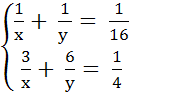 1/x + 1/y = 1/16
3/x + 6/y = 1/4